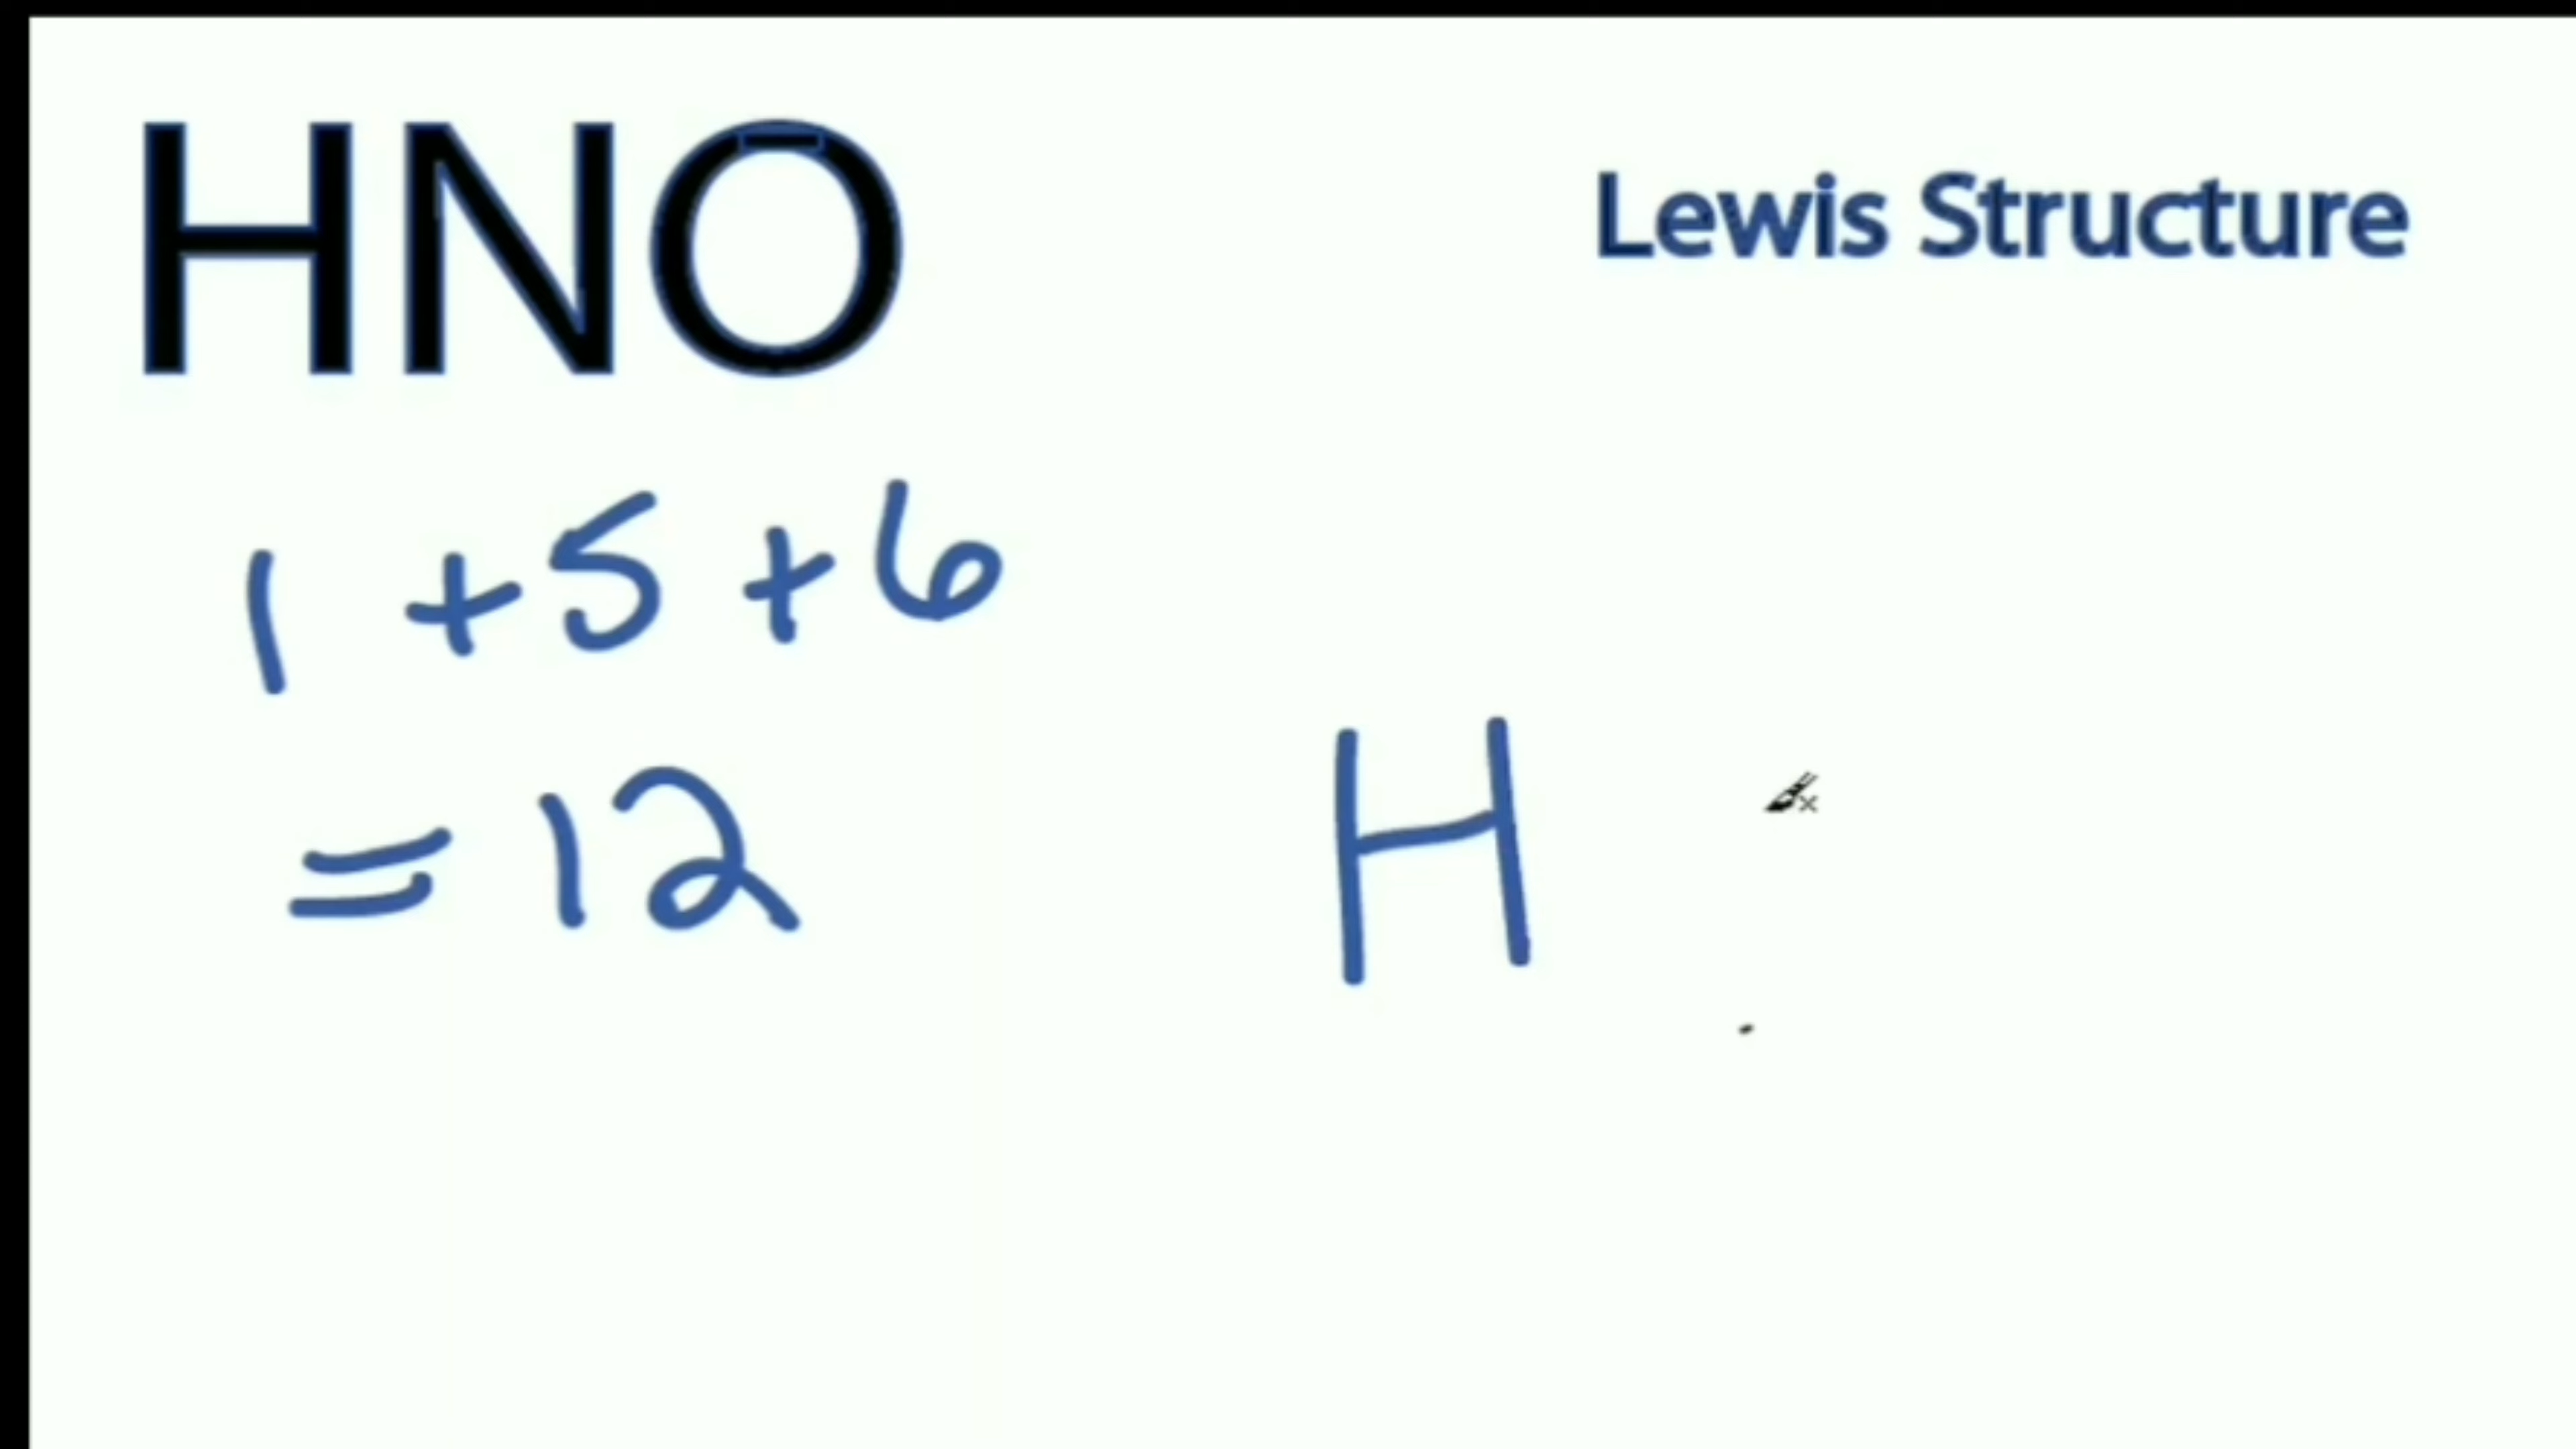 HNO
Lewis Structure
1 + 5 + 6
= 12
H